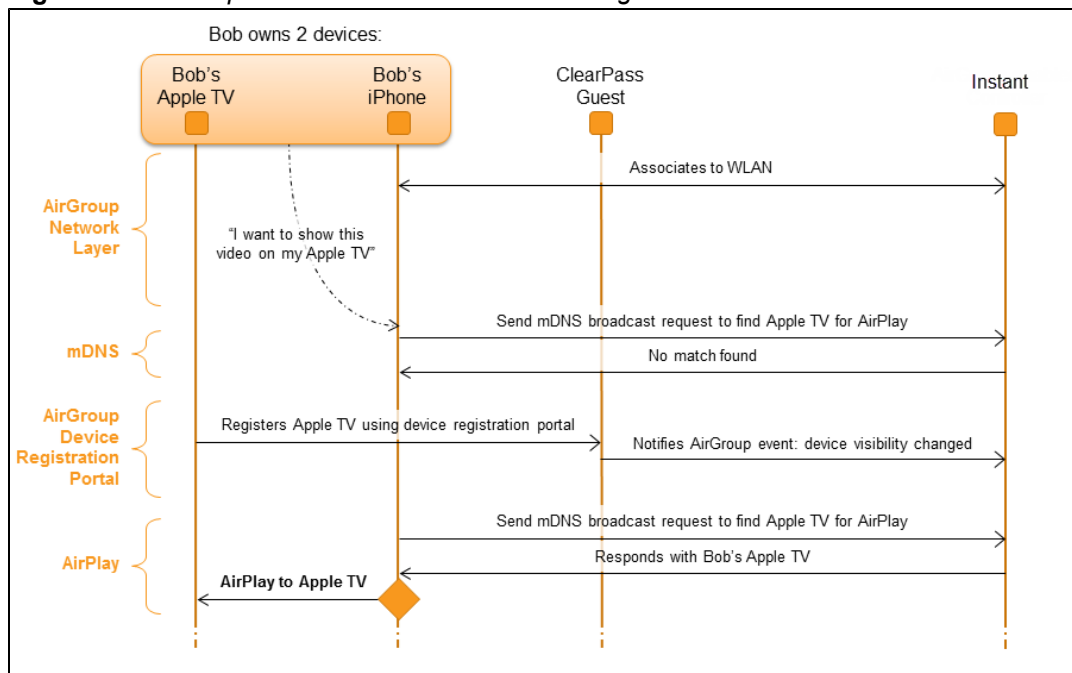 Bob owns 2 devices:
Bob's
Apple TV
Bob's
iPhone
ClearPass
Guest
Instant
AirGroup
Network
Layer
Associates to WLAN
"I want to show this
video on my Apple TV"
mDNS
Send mDNS broadcast request to find Apple TV for AirPlay
No match found
AirGroup
Device
Registration
Portal
Registers Apple TV using device registration portal
Notifies AirGroup event: device visibility changed
AirPlay
Send mDNS broadcast request to find Apple TV for AirPlay
Responds with Bob's Apple TV
AirPlay to Apple TV